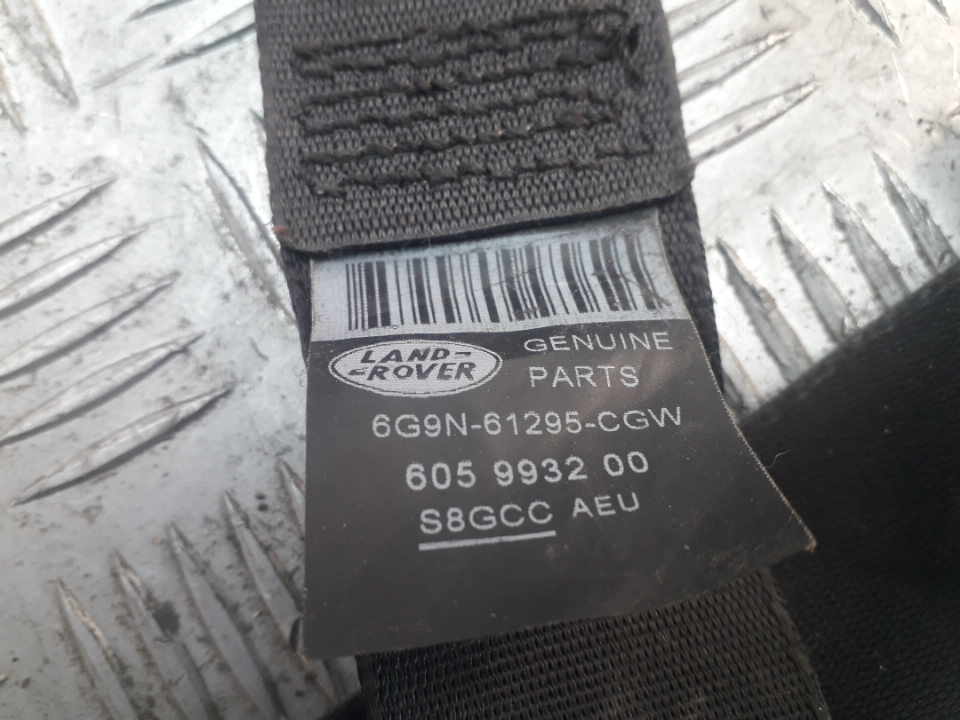 LAND-
-ROVER
GENUINE
PARTS
6G9N-61295-CGW
605 9932 00
S8GCC AEU